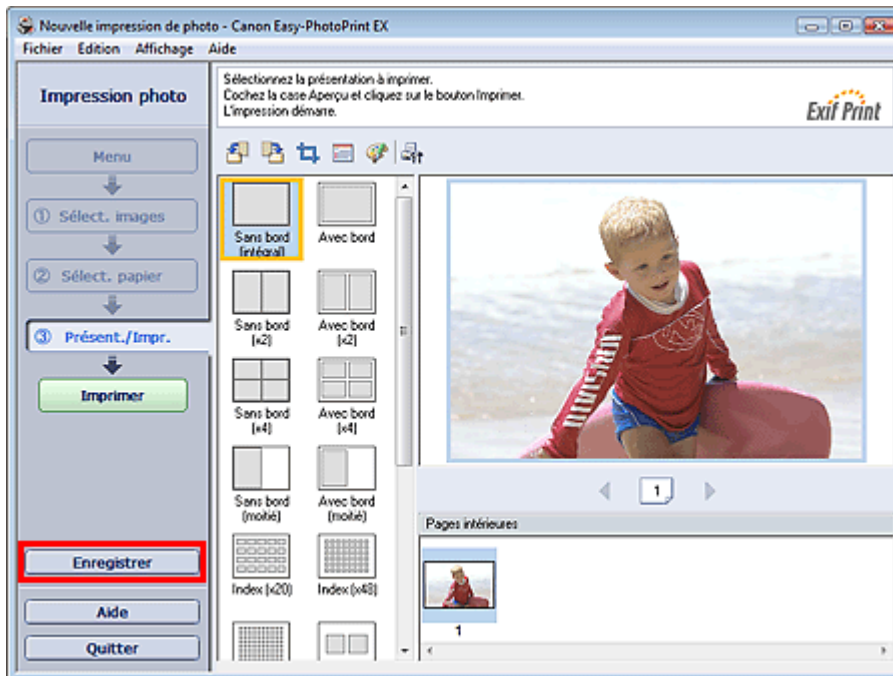 Nouvelle impression de photo - Canon Easy-PhotoPrint EX
Fichier Edition Affichage Aide
Impression photo
Sélectionnez la présentation à imprimer.
Cochez la case Aperçu et cliquez sur le bouton Imprimer.
L'impression démarre.
Exif Print
Menu
① Sélect. images
② Sélect. papier
③ Présent./Impr.
Imprimer
Enregistrer
Aide
Quitter
Sans bord (intégral)
Avec bord
Sans bord (x2)
Avec bord (x2)
Sans bord (x4)
Avec bord (x4)
Sans bord (moitié)
Avec bord (moitié)
Index (x20)
Index (x48)
1
Pages intérieures
1